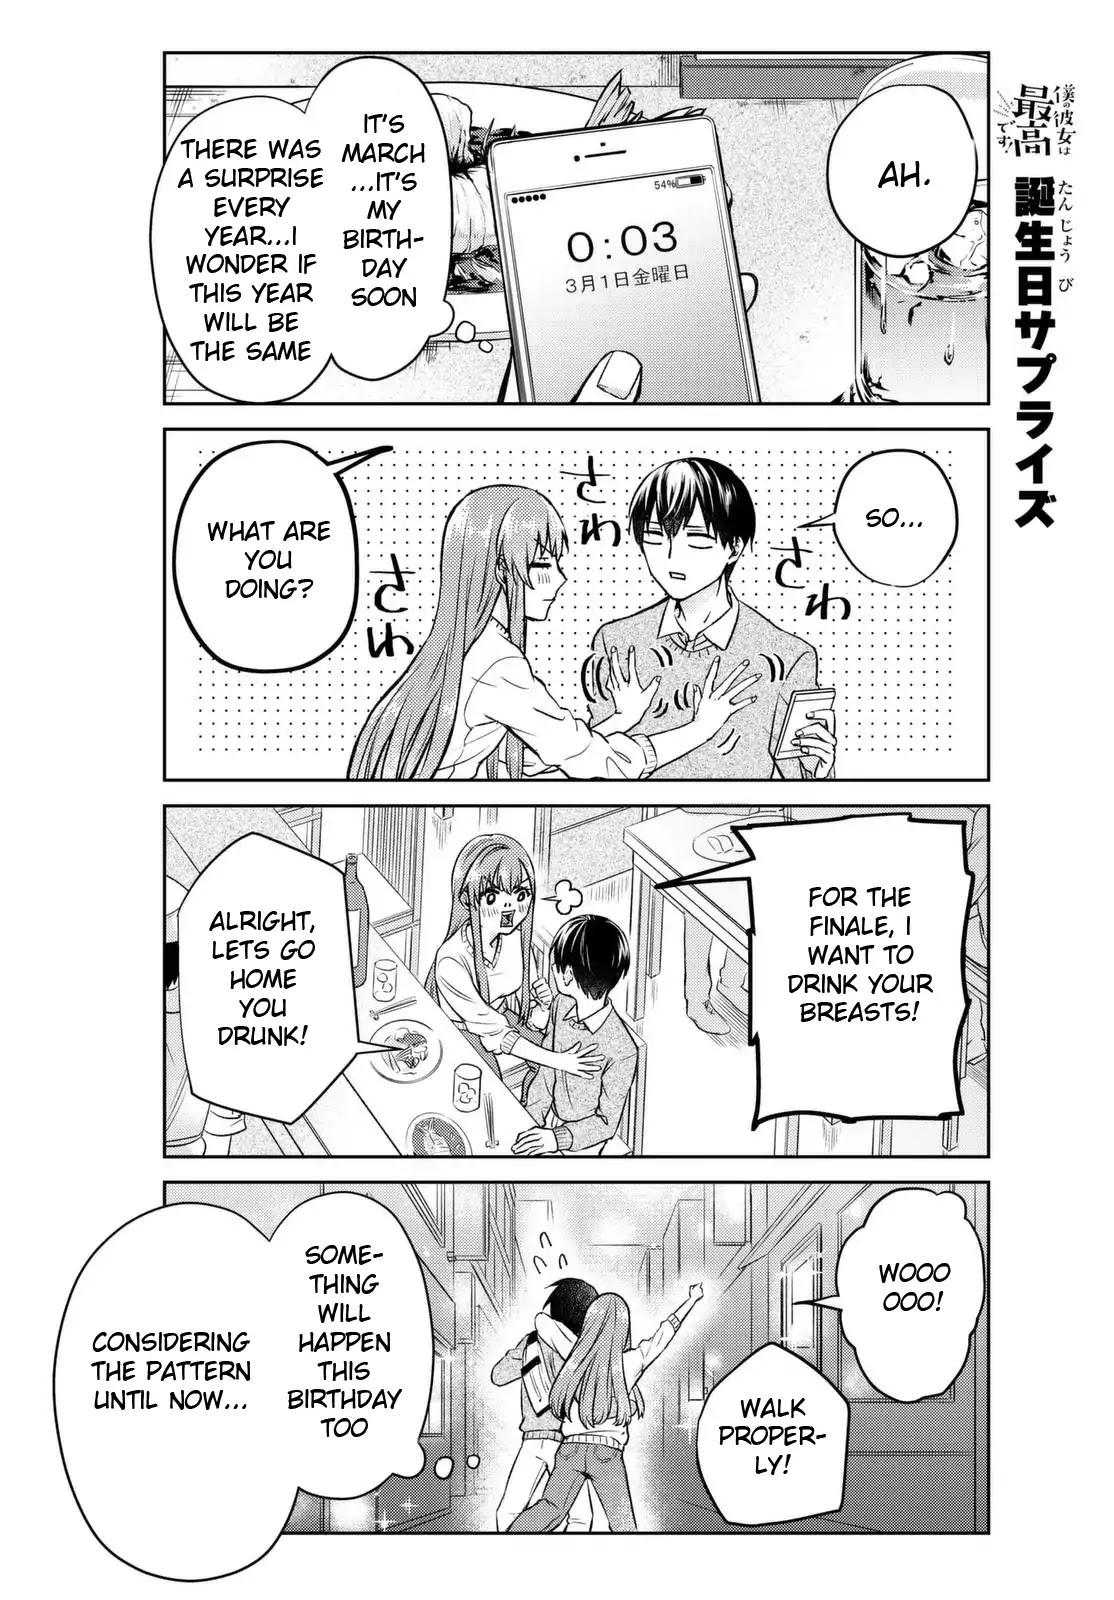 僕の彼女は
最高
です!
誕生日サプライズ
たんじょうび
AH.
54%
0:03
3月1日金曜日
IT'S
MARCH
...IT'S
MY
BIRTH-
DAY
SOON
THERE WAS
A SURPRISE
EVERY
YEAR...I
WONDER IF
THIS YEAR
WILL BE
THE SAME
SO...
さわ
さわ
さわ
WHAT ARE
YOU
DOING?
FOR THE
FINALE, I
WANT TO
DRINK YOUR
BREASTS!
ALRIGHT,
LETS GO
HOME
YOU
DRUNK!
WOOO
OOO!
WALK
PROPER-
LY!
SOME-
THING
WILL
HAPPEN
THIS
BIRTHDAY
TOO
CONSIDERING
THE PATTERN
UNTIL NOW...